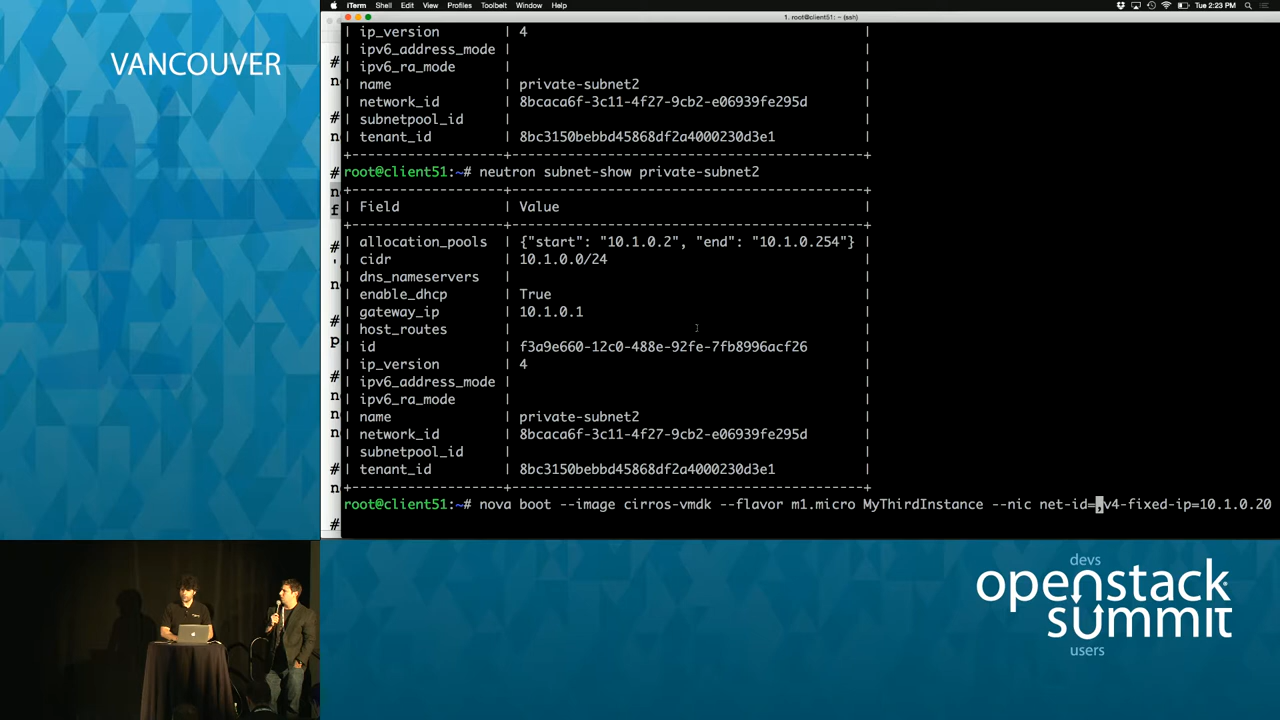 iTerm Shell Edit View Profiles Toolbelt Window Help
Tue 2:23 PM
1. root@client51: ~ (ssh)
VANCOUVER
| ip_version | 4 |
| ipv6_address_mode | |
| ipv6_ra_mode | |
| name | private-subnet2 |
| network_id | 8bcaca6f-3c11-4f27-9cb2-e06939fe295d |
| subnetpool_id | |
| tenant_id | 8bc3150bebbd45868df2a4000230d3e1 |
root@client51:~# neutron subnet-show private-subnet2
| Field | Value |
| allocation_pools | {"start": "10.1.0.2", "end": "10.1.0.254"} |
| cidr | 10.1.0.0/24 |
| dns_nameservers | |
| enable_dhcp | True |
| gateway_ip | 10.1.0.1 |
| host_routes | |
| id | f3a9e660-12c0-488e-92fe-7fb8996acf26 |
| ip_version | 4 |
| ipv6_address_mode | |
| ipv6_ra_mode | |
| name | private-subnet2 |
| network_id | 8bcaca6f-3c11-4f27-9cb2-e06939fe295d |
| subnetpool_id | |
| tenant_id | 8bc3150bebbd45868df2a4000230d3e1 |
root@client51:~# nova boot --image cirros-vmdk --flavor m1.micro MyThirdInstance --nic net-id=,v4-fixed-ip=10.1.0.20
devs
openstack
summit
users